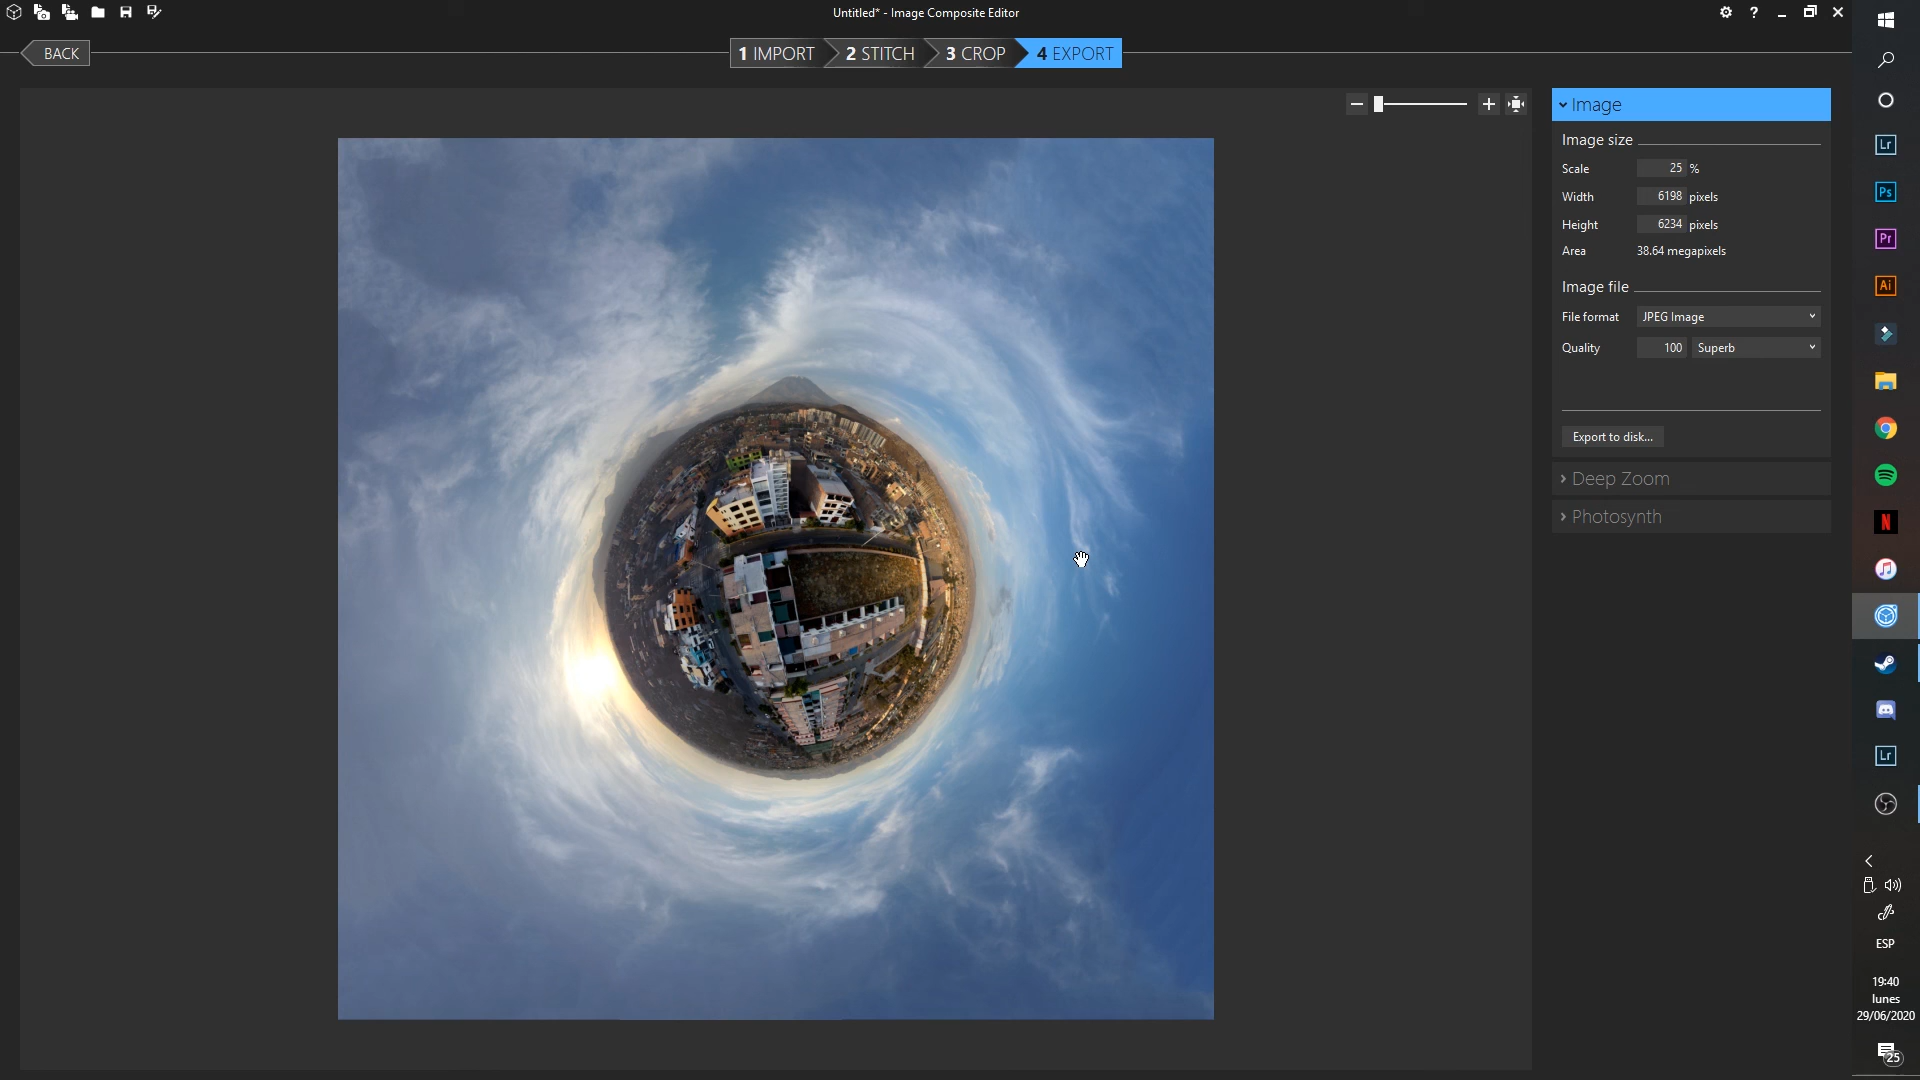 Untitled* - Image Composite Editor
?
BACK
1 IMPORT
2 STITCH
3 CROP
4 EXPORT
Image
Image size
Scale 25 %
Width 6198 pixels
Height 6234 pixels
Area 38.64 megapixels
Image file
File format JPEG Image
Quality 100 Superb
Export to disk...
Deep Zoom
Photosynth
Lr
Ps
Pr
Ai
N
Lr
ESP
19:40
lunes
29/06/2020
25